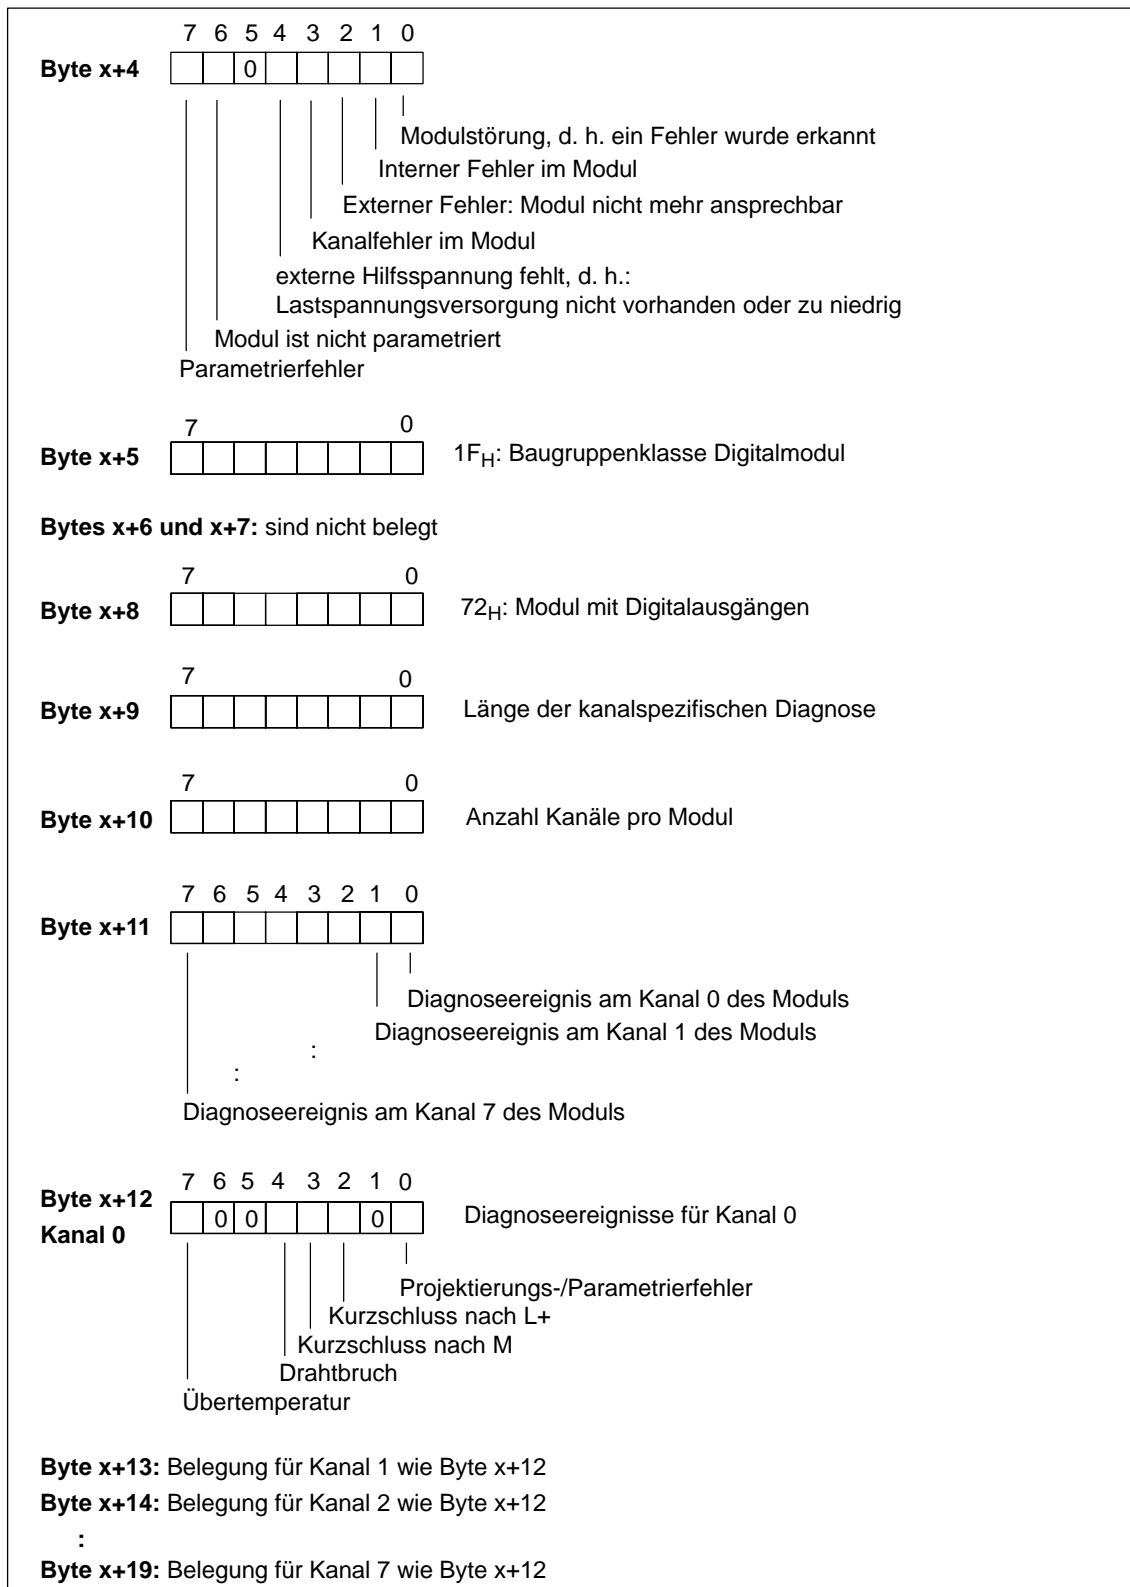 7 6 5 4 3 2 1 0
Byte x+4 0
Modulstörung, d. h. ein Fehler wurde erkannt
Interner Fehler im Modul
Externer Fehler: Modul nicht mehr ansprechbar
Kanalfehler im Modul
externe Hilfsspannung fehlt, d. h.:
Lastspannungsversorgung nicht vorhanden oder zu niedrig
Modul ist nicht parametriert
Parametrierfehler
7 0
Byte x+5 1FH: Baugruppenklasse Digitalmodul
Bytes x+6 und x+7: sind nicht belegt
7 0
Byte x+8 72H: Modul mit Digitalausgängen
7 0
Byte x+9 Länge der kanalspezifischen Diagnose
7 0
Byte x+10 Anzahl Kanäle pro Modul
7 6 5 4 3 2 1 0
Byte x+11
Diagnoseereignis am Kanal 0 des Moduls
Diagnoseereignis am Kanal 1 des Moduls
:
:
Diagnoseereignis am Kanal 7 des Moduls
7 6 5 4 3 2 1 0
Byte x+12
Kanal 0 0 0 0 Diagnoseereignisse für Kanal 0
Projektierungs-/Parametrierfehler
Kurzschluss nach L+
Kurzschluss nach M
Drahtbruch
Übertemperatur
Byte x+13: Belegung für Kanal 1 wie Byte x+12
Byte x+14: Belegung für Kanal 2 wie Byte x+12
:
Byte x+19: Belegung für Kanal 7 wie Byte x+12